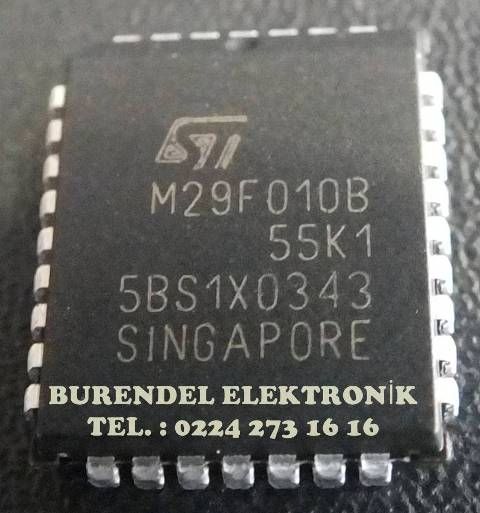 ST
M29F010B
55K1
5BS1X0343
SINGAPORE
BURENDEL ELEKTRONİK
TEL. : 0224 273 16 16